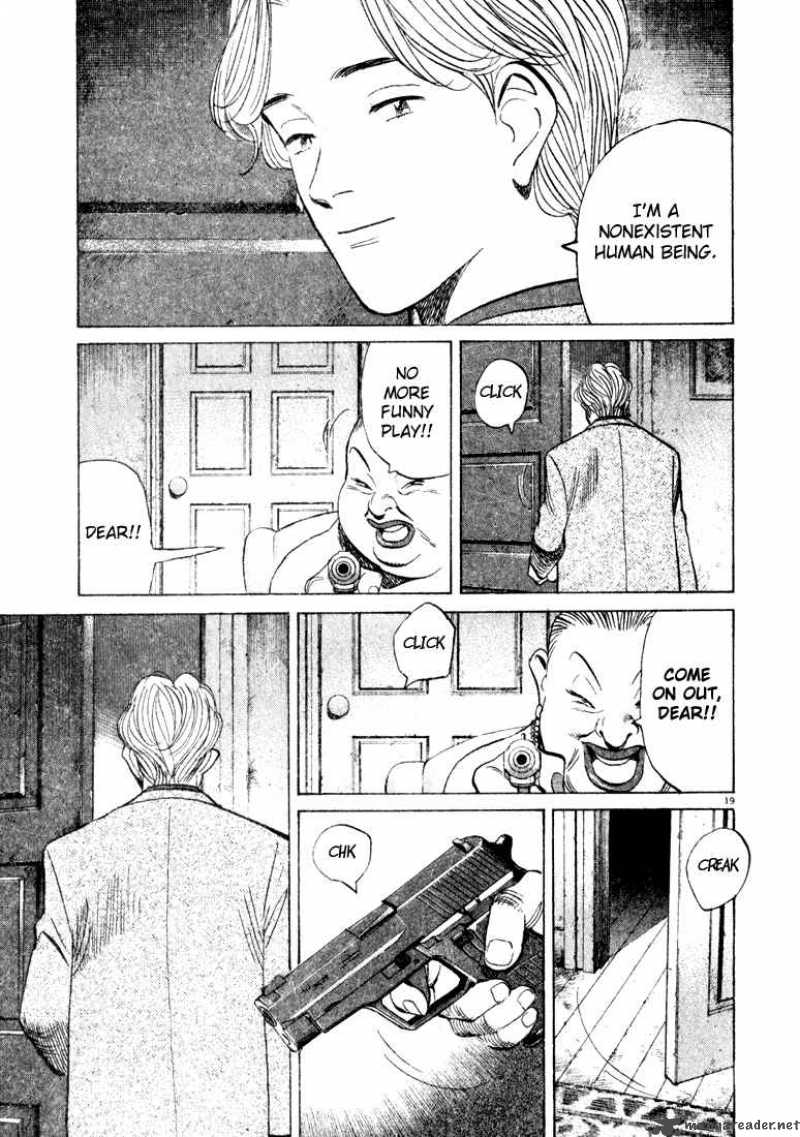 I'M A
NONEXISTENT
HUMAN BEING.
NO
MORE
FUNNY
PLAY!!
DEAR!!
CLICK
CLICK
COME
ON OUT,
DEAR!!
19
CHK
CREAK
mangareader.net